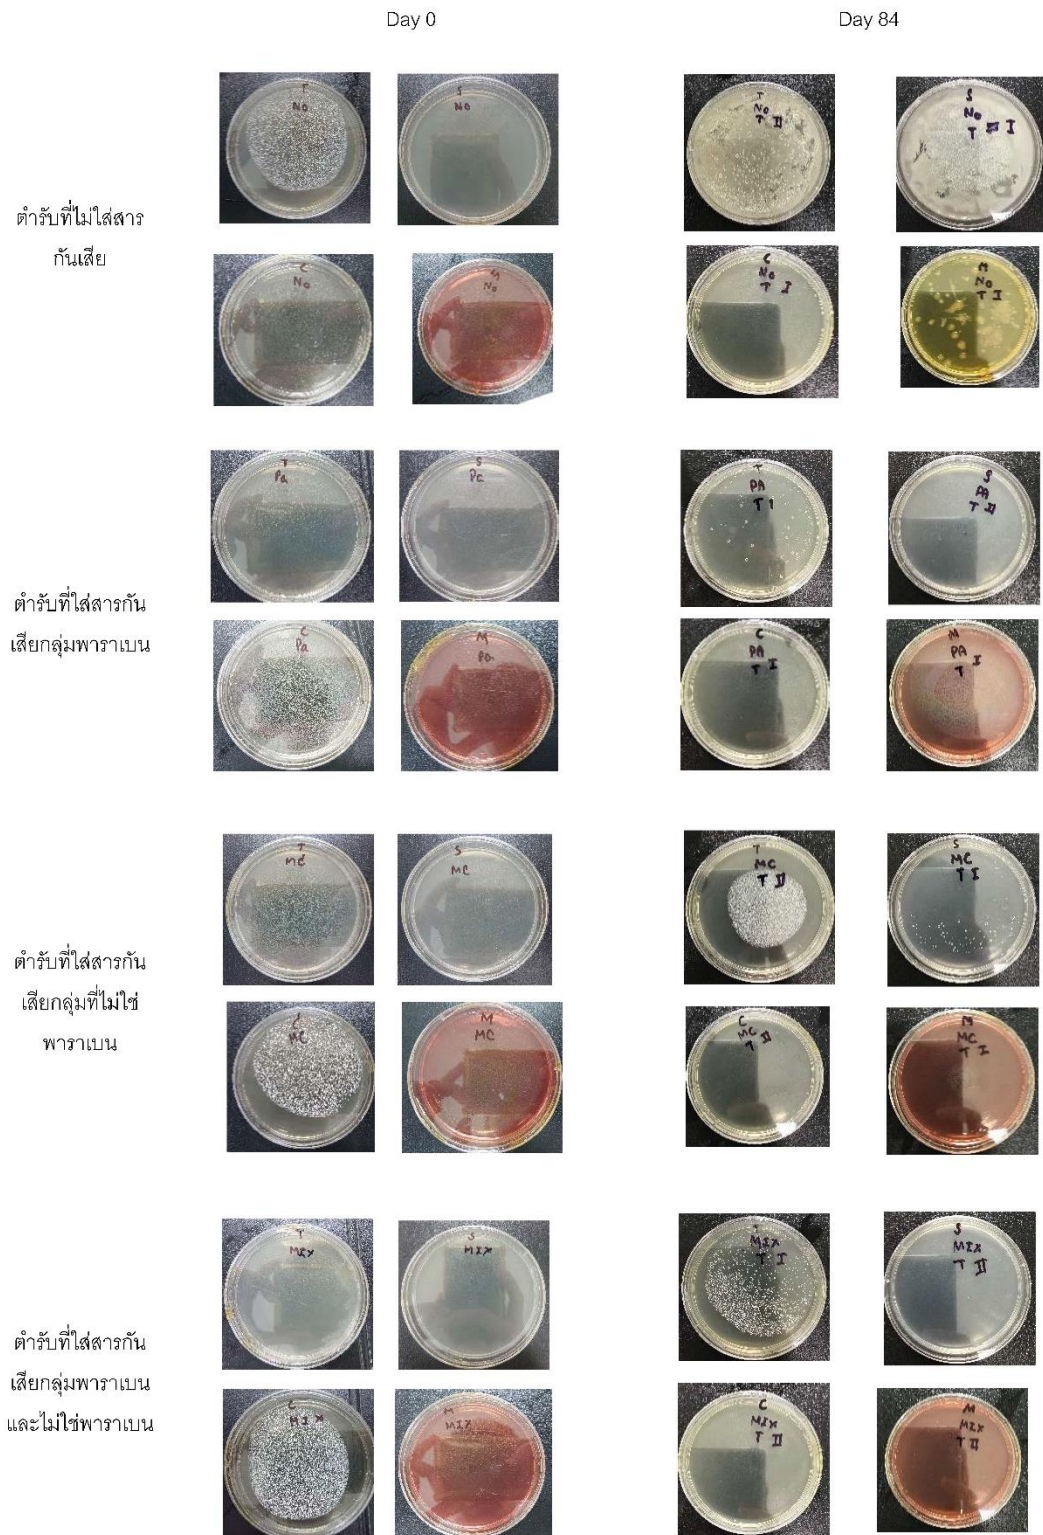 Day 0
Day 84
T
NO
S
NO
T
NO
T II
S
NO
T I
ตำรับที่ไม่ใส่สาร
กันเสีย
C
NO
NO
C
NO
T I
M
NO
T I
T
Pa
S
Pa
T
PA
T I
S
PA
T II
ตำรับที่ใส่สารกัน
เสียกลุ่มพาราเบน
C
Pa
M
Pa
C
PA
T I
M
PA
T I
T
MC
S
MC
T
MC
T II
S
MC
T I
ตำรับที่ใส่สารกัน
เสียกลุ่มที่ไม่ใช่
พาราเบน
MC
M
MC
C
MC
T II
M
MC
T I
T
MIX
S
MIX
MIX
T I
S
MIX
T II
ตำรับที่ใส่สารกัน
เสียกลุ่มพาราเบน
และไม่ใช่พาราเบน
C
MIX
M
MIX
C
MIX
T II
M
MIX
T II